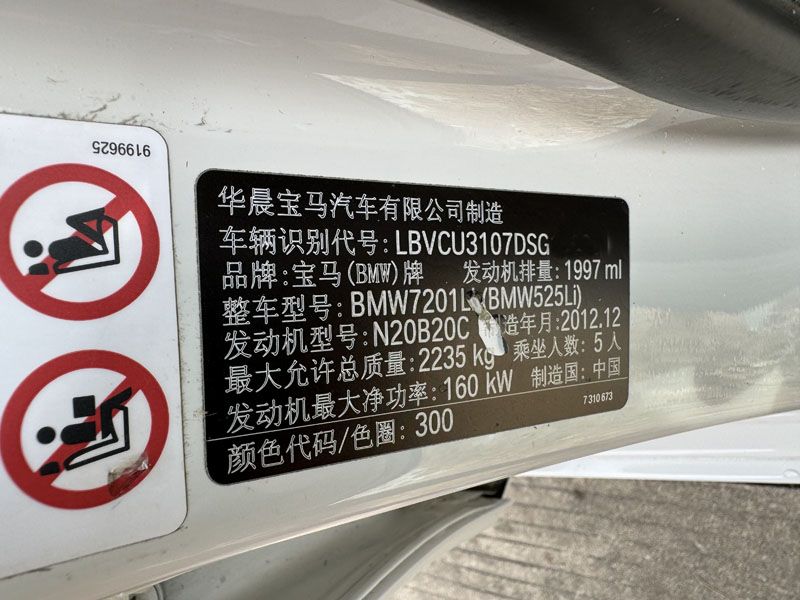 9199625
华晨宝马汽车有限公司制造
车辆识别代号: LBVCU3107DSG
品牌: 宝马(BMW)牌 发动机排量: 1997 ml
整车型号: BMW7201L (BMW525Li)
发动机型号: N20B20C 制造年月: 2012.12
最大允许总质量: 2235 kg 乘坐人数: 5 人
发动机最大净功率: 160 kW 制造国: 中国
颜色代码/色圈: 300
7310673